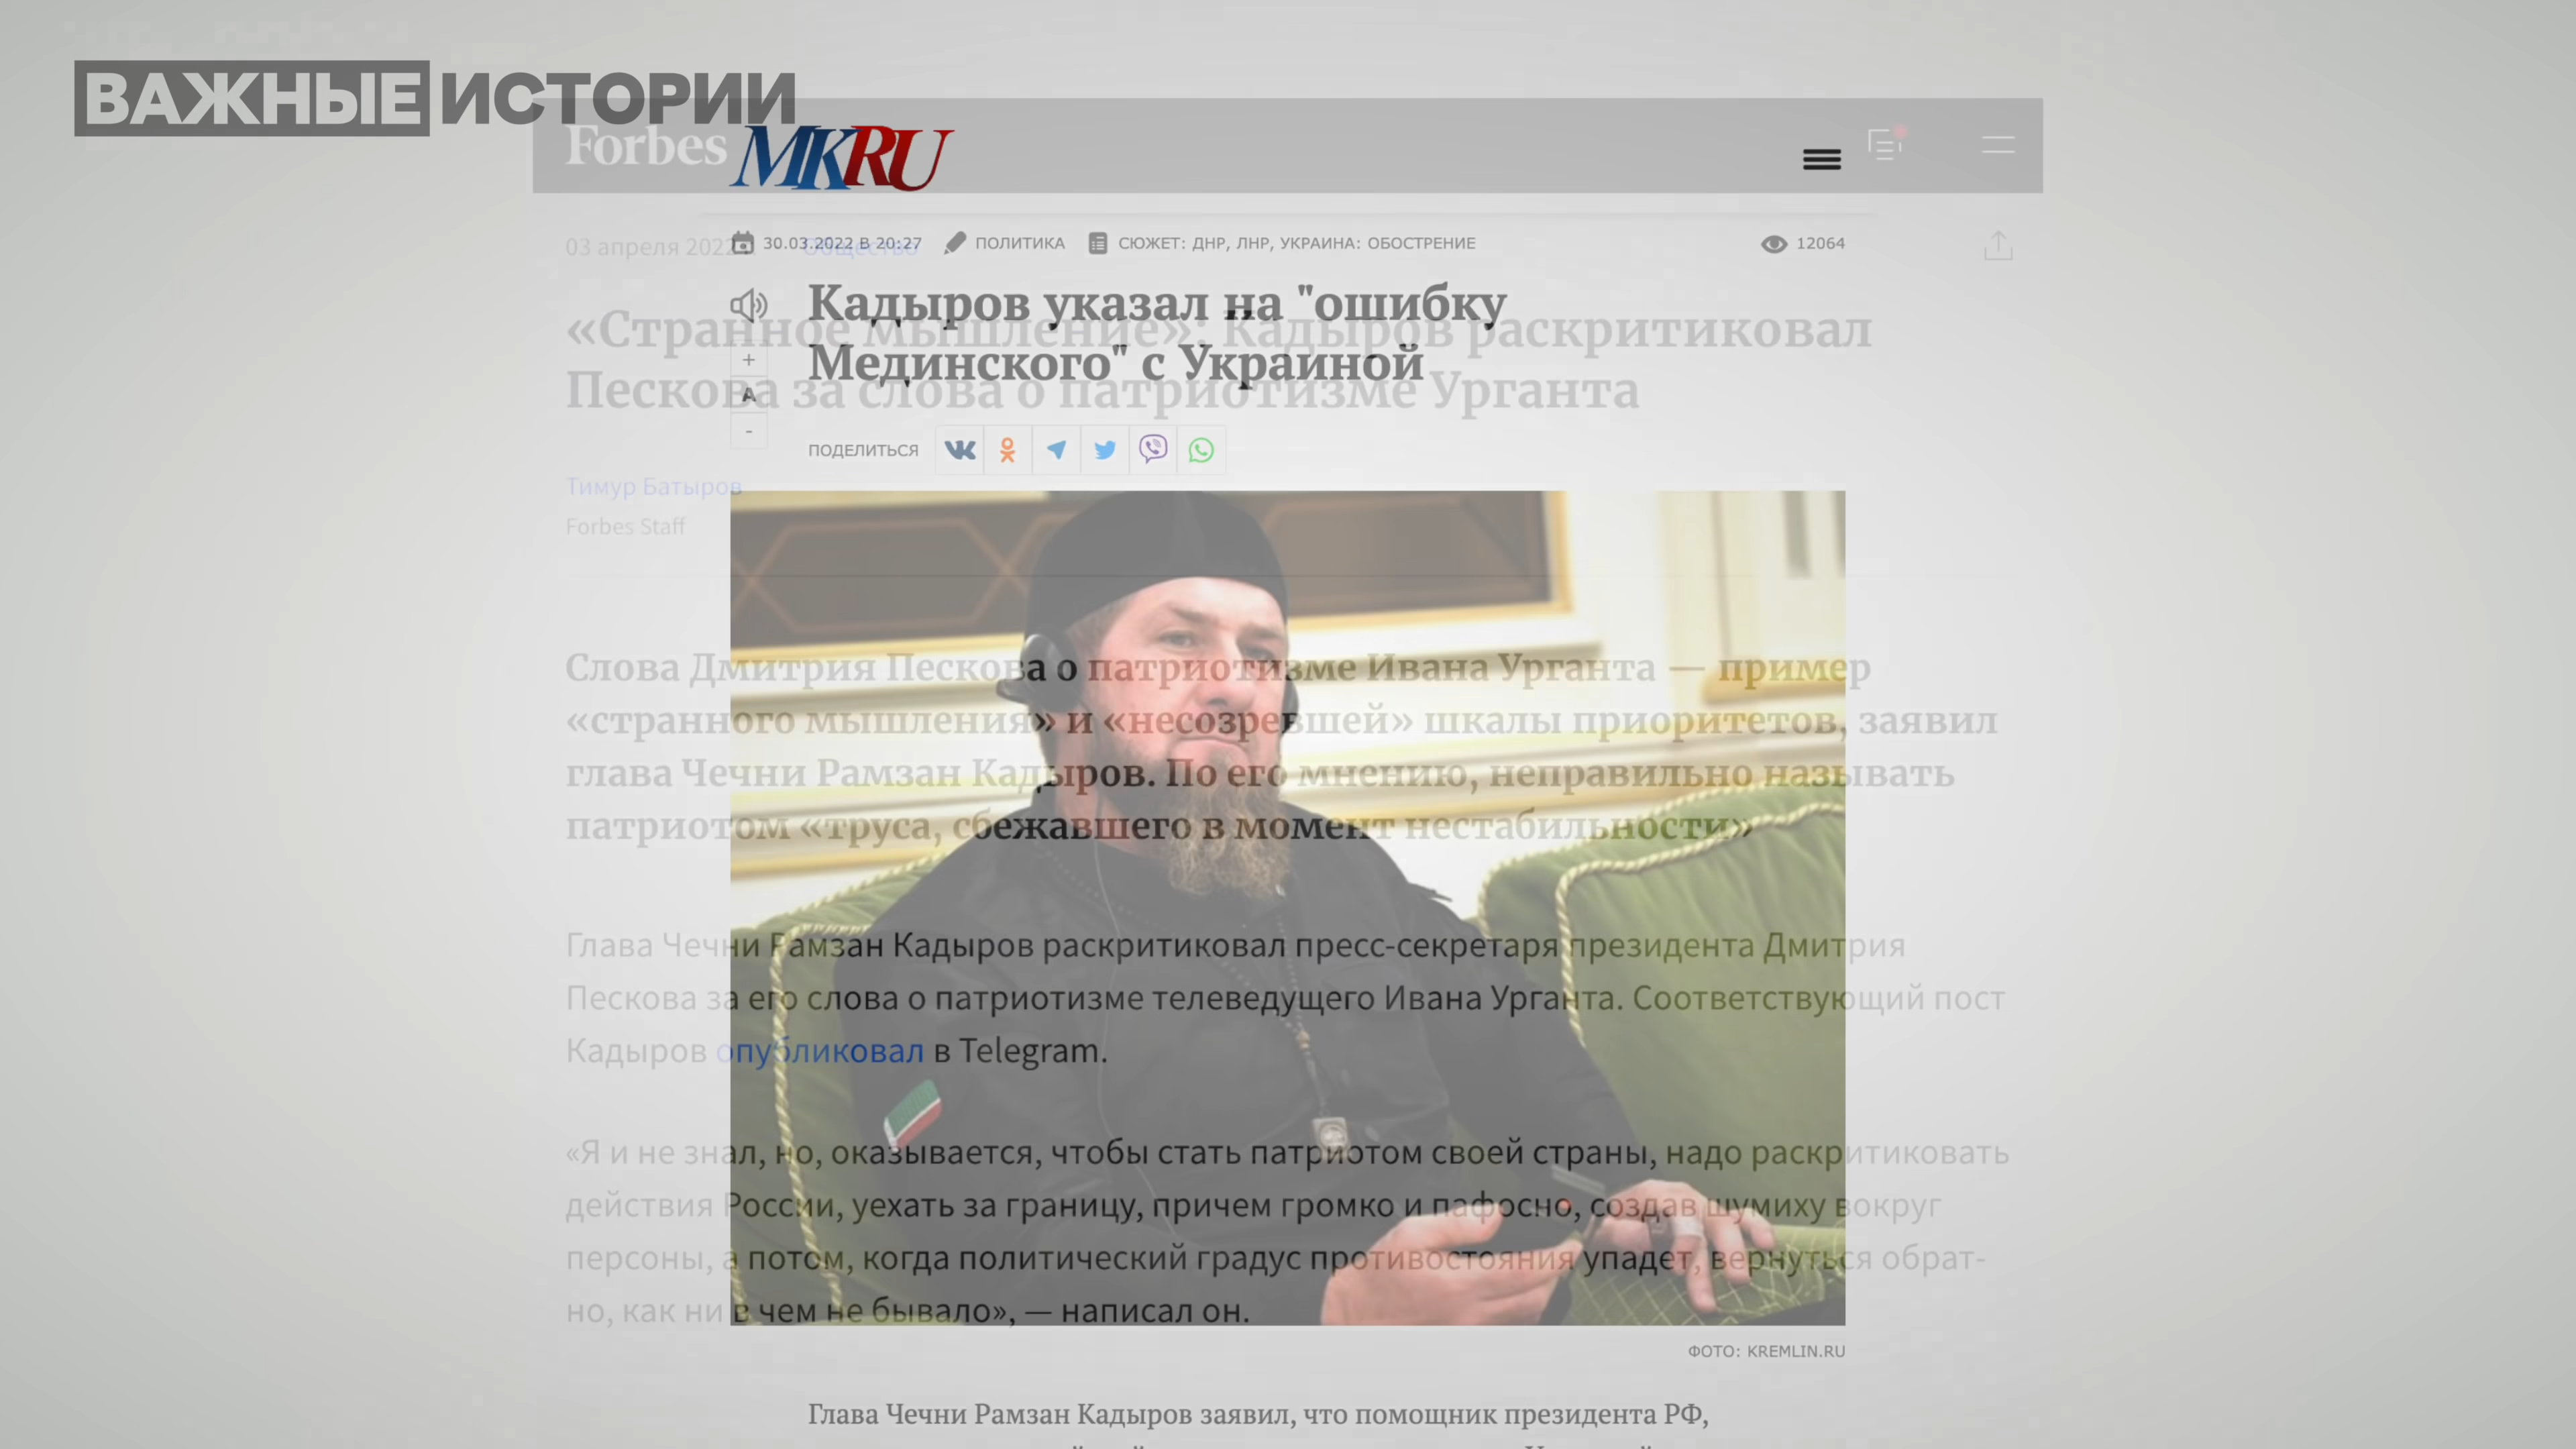 ВАЖНЫЕ ИСТОРИИ
Forbes
MKRU
03 апреля 2022
Общество
30.03.2022 В 20:27 ПОЛИТИКА СЮЖЕТ: ДНР, ЛНР, УКРАИНА: ОБОСТРЕНИЕ 12064
Кадыров указал на "ошибку
Мединского" с Украиной
«Странное мышление»: Кадыров раскритиковал
Пескова за слова о патриотизме Урганта
+
А
-
ПОДЕЛИТЬСЯ
Тимур Батыров
Forbes Staff
Слова Дмитрия Пескова о патриотизме Ивана Урганта — пример
«странного мышления» и «несозревшей» шкалы приоритетов, заявил
глава Чечни Рамзан Кадыров. По его мнению, неправильно называть
патриотом «труса, сбежавшего в момент нестабильности»
Глава Чечни Рамзан Кадыров раскритиковал пресс-секретаря президента Дмитрия
Пескова за его слова о патриотизме телеведущего Ивана Урганта. Соответствующий пост
Кадыров опубликовал в Telegram.
«Я и не знал, но, оказывается, чтобы стать патриотом своей страны, надо раскритиковать
действия России, уехать за границу, причем громко и пафосно, создав шумиху вокруг
персоны, а потом, когда политический градус противостояния упадет, вернуться обрат-
но, как ни в чем не бывало», — написал он.
ФОТО: KREMLIN.RU
Глава Чечни Рамзан Кадыров заявил, что помощник президента РФ,